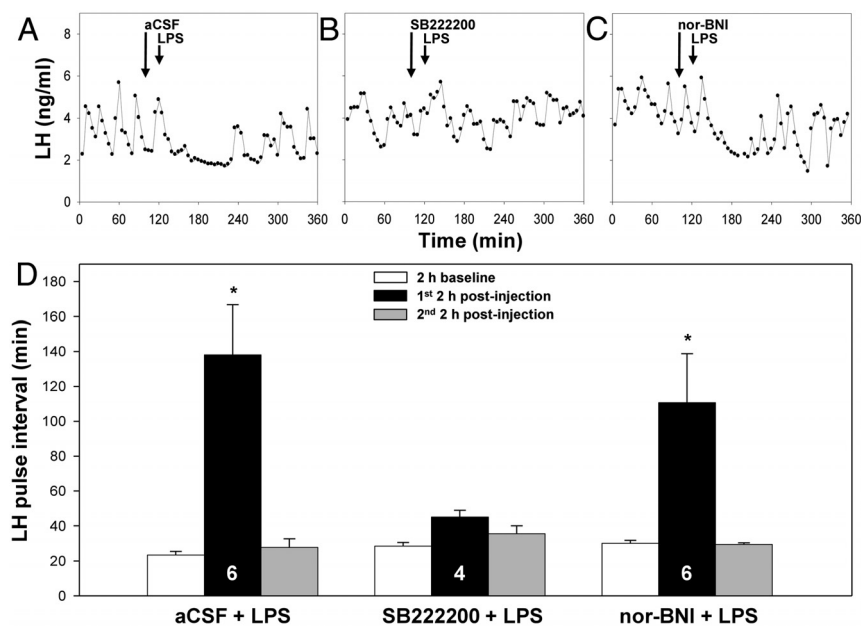 A
aCSF
LPS
B
SB222200
LPS
C
nor-BNI
LPS
LH (ng/ml)
8
6
4
2
0
0 60 120 180 240 300 360
0 60 120 180 240 300 360
0 60 120 180 240 300 360
Time (min)
D
LH pulse interval (min)
180
160
140
120
100
80
60
40
20
0
2 h baseline
1st 2 h post-injection
2nd 2 h post-injection
*
*
6
4
6
aCSF + LPS
SB222200 + LPS
nor-BNI + LPS